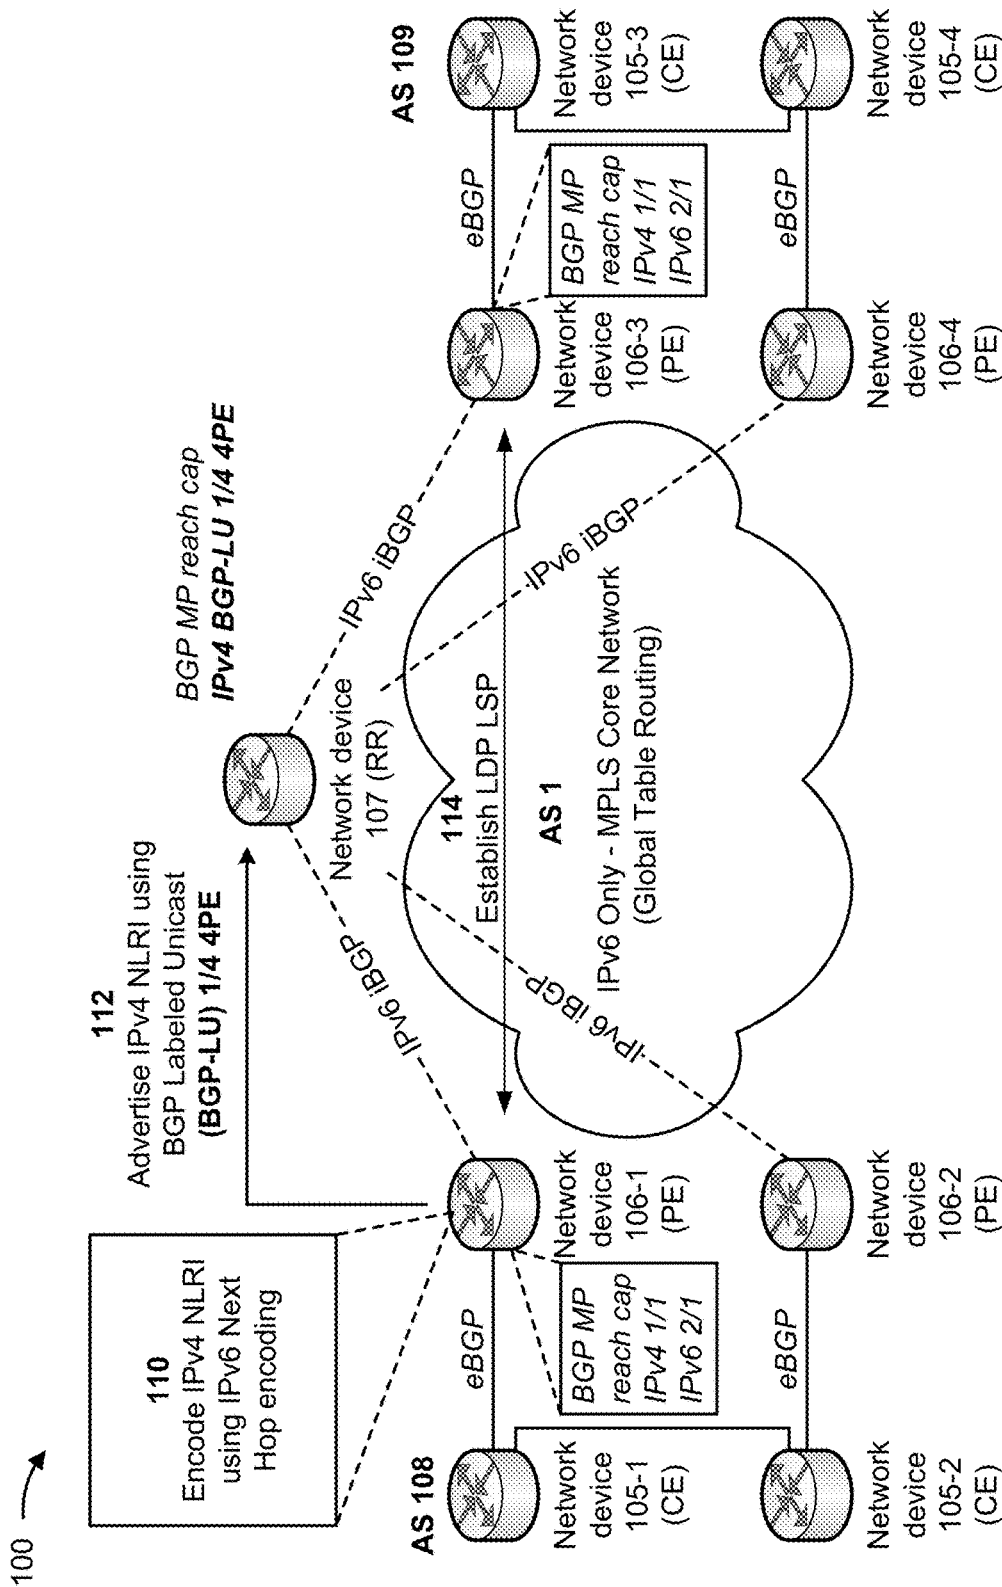 100
110
Encode IPv4 NLRI
using IPv6 Next
Hop encoding
112
Advertise IPv4 NLRI using
BGP Labeled Unicast
(BGP-LU) 1/4 4PE
BGP MP reach cap
IPv4 BGP-LU 1/4 4PE
Network device
107 (RR)
IPv6 iBGP
IPv6 iBGP
IPv6 iBGP
IPv6 iBGP
114
Establish LDP LSP
AS 1
IPv6 Only - MPLS Core Network
(Global Table Routing)
AS 108
eBGP
Network
device
105-1
(CE)
BGP MP
reach cap
IPv4 1/1
IPv6 2/1
Network
device
106-1
(PE)
eBGP
Network
device
105-2
(CE)
Network
device
106-2
(PE)
AS 109
eBGP
Network
device
106-3
(PE)
BGP MP
reach cap
IPv4 1/1
IPv6 2/1
Network
device
105-3
(CE)
eBGP
Network
device
106-4
(PE)
Network
device
105-4
(CE)